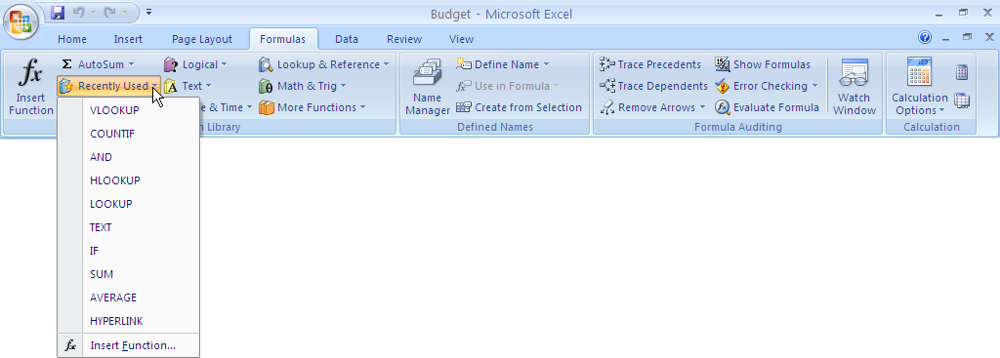 Budget - Microsoft Excel
Home Insert Page Layout Formulas Data Review View
fx Σ AutoSum Logical Lookup & Reference Define Name Trace Precedents Show Formulas
Recently Used A Text θ Math & Trig Use in Formula Trace Dependents Error Checking
Insert Function Name Manager Watch Window Calculation Options
& Time More Functions Create from Selection Remove Arrows Evaluate Formula
Library Defined Names Formula Auditing Calculation
VLOOKUP
COUNTIF
AND
HLOOKUP
LOOKUP
TEXT
IF
SUM
AVERAGE
HYPERLINK
fx Insert Function...